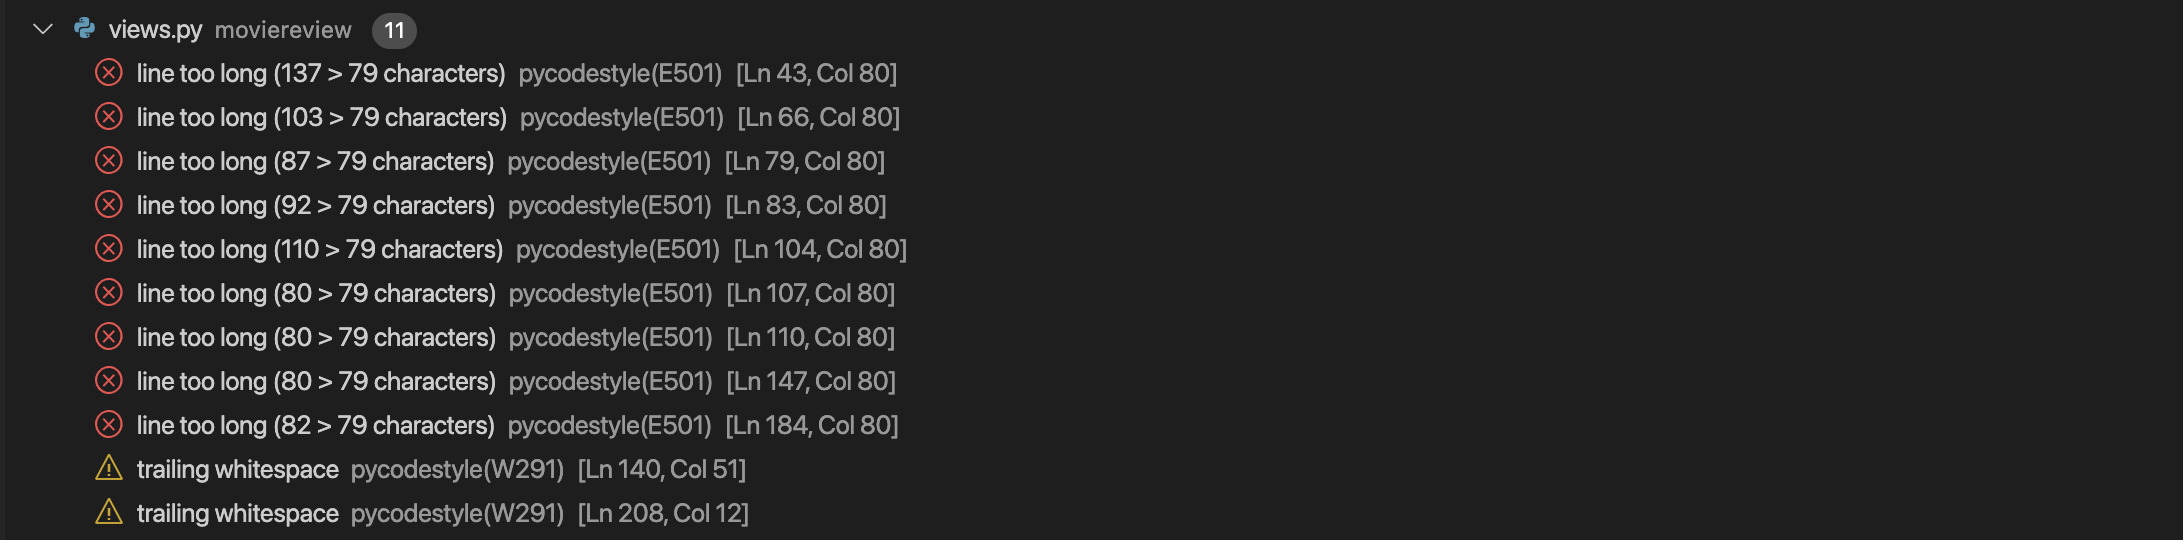 views.py moviereview 11
line too long (137 > 79 characters) pycodestyle(E501) [Ln 43, Col 80]
line too long (103 > 79 characters) pycodestyle(E501) [Ln 66, Col 80]
line too long (87 > 79 characters) pycodestyle(E501) [Ln 79, Col 80]
line too long (92 > 79 characters) pycodestyle(E501) [Ln 83, Col 80]
line too long (110 > 79 characters) pycodestyle(E501) [Ln 104, Col 80]
line too long (80 > 79 characters) pycodestyle(E501) [Ln 107, Col 80]
line too long (80 > 79 characters) pycodestyle(E501) [Ln 110, Col 80]
line too long (80 > 79 characters) pycodestyle(E501) [Ln 147, Col 80]
line too long (82 > 79 characters) pycodestyle(E501) [Ln 184, Col 80]
trailing whitespace pycodestyle(W291) [Ln 140, Col 51]
trailing whitespace pycodestyle(W291) [Ln 208, Col 12]